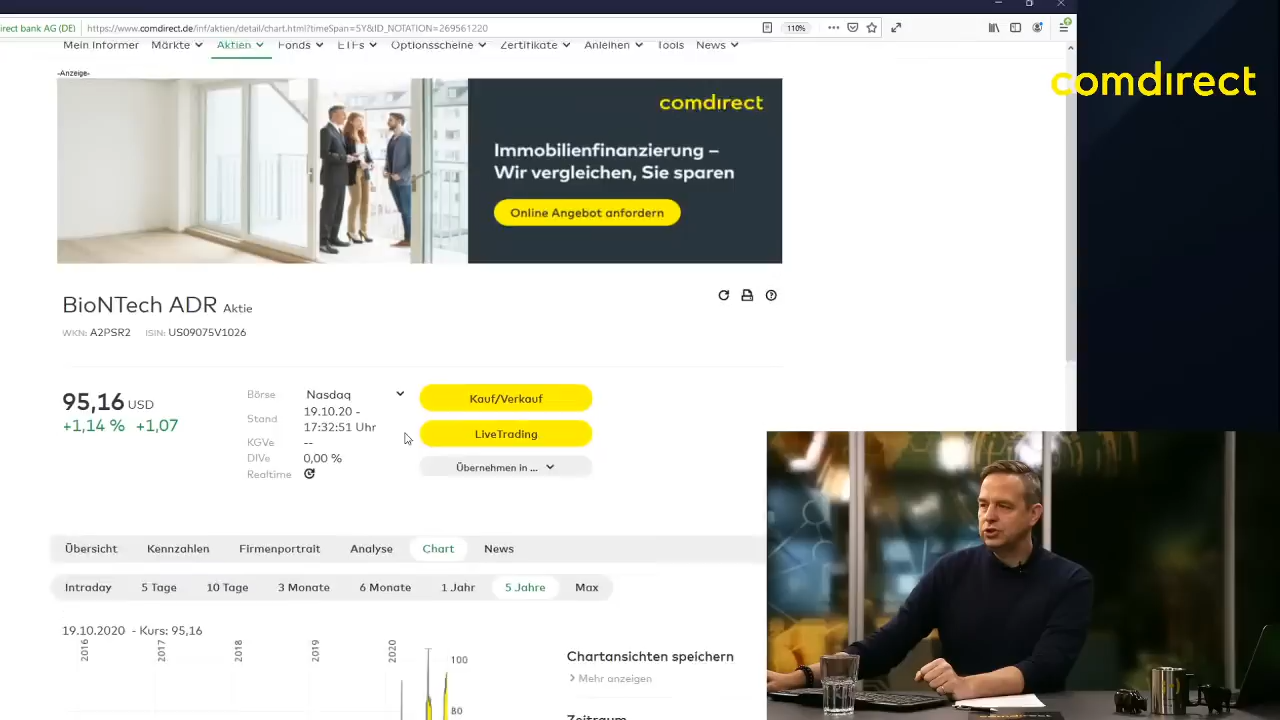 irect bank AG (DE)
https://www.comdirect.de/inf/aktien/detail/chart.html?timeSpan=5Y&ID_NOTATION=269561220
110%
Mein Informer Märkte Aktien Fonds ETFs Optionsscheine Zertifikate Anleihen Tools News
comdirect
-Anzeige-
comdirect
Immobilienfinanzierung –
Wir vergleichen, Sie sparen
Online Angebot anfordern
BioNTech ADR Aktie
WKN: A2PSR2 ISIN: US09075V1026
95,16 USD
+1,14 % +1,07
Börse Nasdaq
Stand 19.10.20 -
17:32:51 Uhr
KGVe --
DIVe 0,00 %
Realtime
Kauf/Verkauf
LiveTrading
Übernehmen in ...
Übersicht Kennzahlen Firmenportrait Analyse Chart News
Intraday 5 Tage 10 Tage 3 Monate 6 Monate 1 Jahr 5 Jahre Max
19.10.2020 - Kurs: 95,16
2016 2017 2018 2019 2020
100
80
Chartansichten speichern
Mehr anzeigen
Zeitraum
comdirect